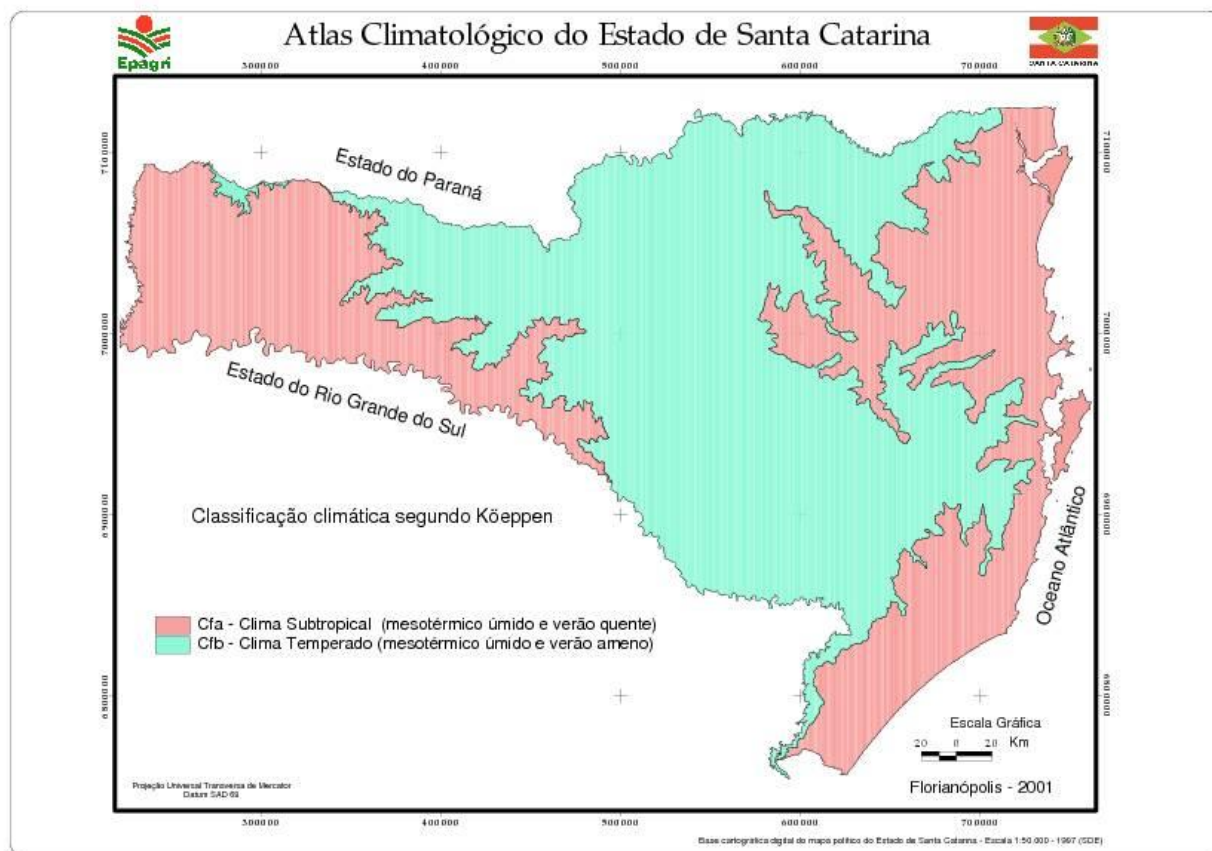 Atlas Climatológico do Estado de Santa Catarina
Epagri
SANTA CATARINA
300000 400000 500000 600000 700000
7100000
7100000
Estado do Paraná
7000000
7000000
Estado do Rio Grande do Sul
Classificação climática segundo Köeppen
6900000
6900000
Oceano Atlântico
Cfa - Clima Subtropical (mesotérmico úmido e verão quente)
Cfb - Clima Temperado (mesotérmico úmido e verão ameno)
6800000
6800000
Escala Gráfica
20 0 20 Km
Florianópolis - 2001
Projeção Universal Transversa de Mercator
Datum SAD 69
300000 400000 500000 600000 700000
Base cartográfica digital do mapa político do Estado de Santa Catarina - Escala 1:50.000 - 1997 (SDE)